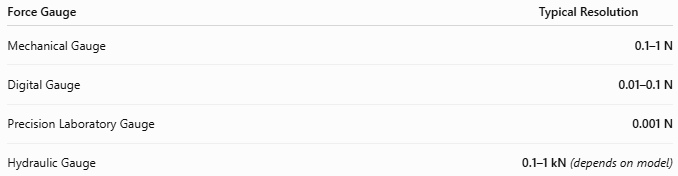 Force Gauge Typical Resolution
Mechanical Gauge 0.1–1 N
Digital Gauge 0.01–0.1 N
Precision Laboratory Gauge 0.001 N
Hydraulic Gauge 0.1–1 kN (depends on model)